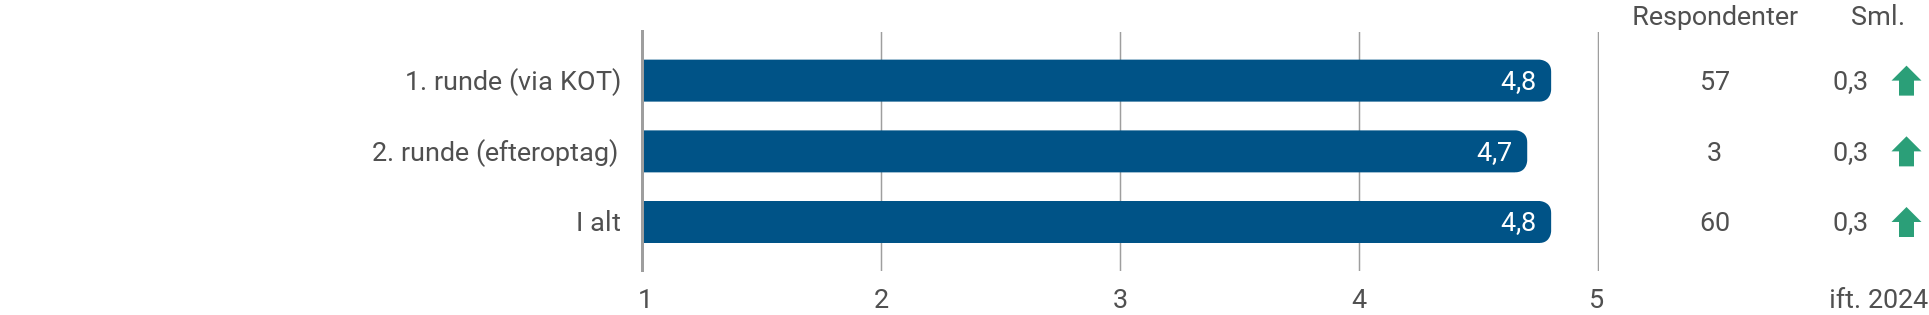 Respondenter Sml.
1. runde (via KOT) 4,8 57 0,3
2. runde (efteroptag) 4,7 3 0,3
I alt 4,8 60 0,3
1 2 3 4 5 ift. 2024